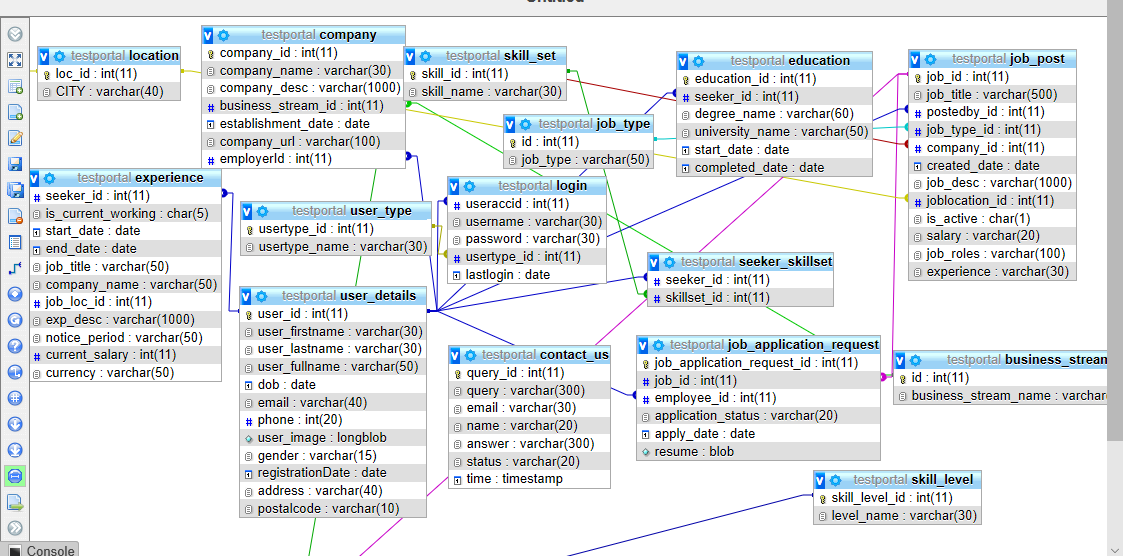 Untitled
testportal location
loc_id : int(11)
CITY : varchar(40)
testportal company
company_id : int(11)
company_name : varchar(30)
company_desc : varchar(1000)
business_stream_id : int(11)
establishment_date : date
company_url : varchar(100)
employerId : int(11)
testportal skill_set
skill_id : int(11)
skill_name : varchar(30)
testportal education
education_id : int(11)
seeker_id : int(11)
degree_name : varchar(60)
university_name : varchar(50)
start_date : date
completed_date : date
testportal job_post
job_id : int(11)
job_title : varchar(500)
postedby_id : int(11)
job_type_id : int(11)
company_id : int(11)
created_date : date
job_desc : varchar(1000)
joblocation_id : int(11)
is_active : char(1)
salary : varchar(20)
job_roles : varchar(100)
experience : varchar(30)
testportal job_type
id : int(11)
job_type : varchar(50)
testportal experience
seeker_id : int(11)
is_current_working : char(5)
start_date : date
end_date : date
job_title : varchar(50)
company_name : varchar(50)
job_loc_id : int(11)
exp_desc : varchar(1000)
notice_period : varchar(50)
current_salary : int(11)
currency : varchar(50)
testportal user_type
usertype_id : int(11)
usertype_name : varchar(30)
testportal login
useraccid : int(11)
username : varchar(30)
password : varchar(30)
usertype_id : int(11)
lastlogin : date
testportal seeker_skillset
seeker_id : int(11)
skillset_id : int(11)
testportal user_details
user_id : int(11)
user_firstname : varchar(30)
user_lastname : varchar(30)
user_fullname : varchar(50)
dob : date
email : varchar(40)
phone : int(20)
user_image : longblob
gender : varchar(15)
registrationDate : date
address : varchar(40)
postalcode : varchar(10)
testportal contact_us
query_id : int(11)
query : varchar(300)
email : varchar(30)
name : varchar(20)
answer : varchar(300)
status : varchar(20)
time : timestamp
testportal job_application_request
job_application_request_id : int(11)
job_id : int(11)
employee_id : int(11)
application_status : varchar(20)
apply_date : date
resume : blob
testportal business_stream
id : int(11)
business_stream_name : varchar(
testportal skill_level
skill_level_id : int(11)
level_name : varchar(30)
Console